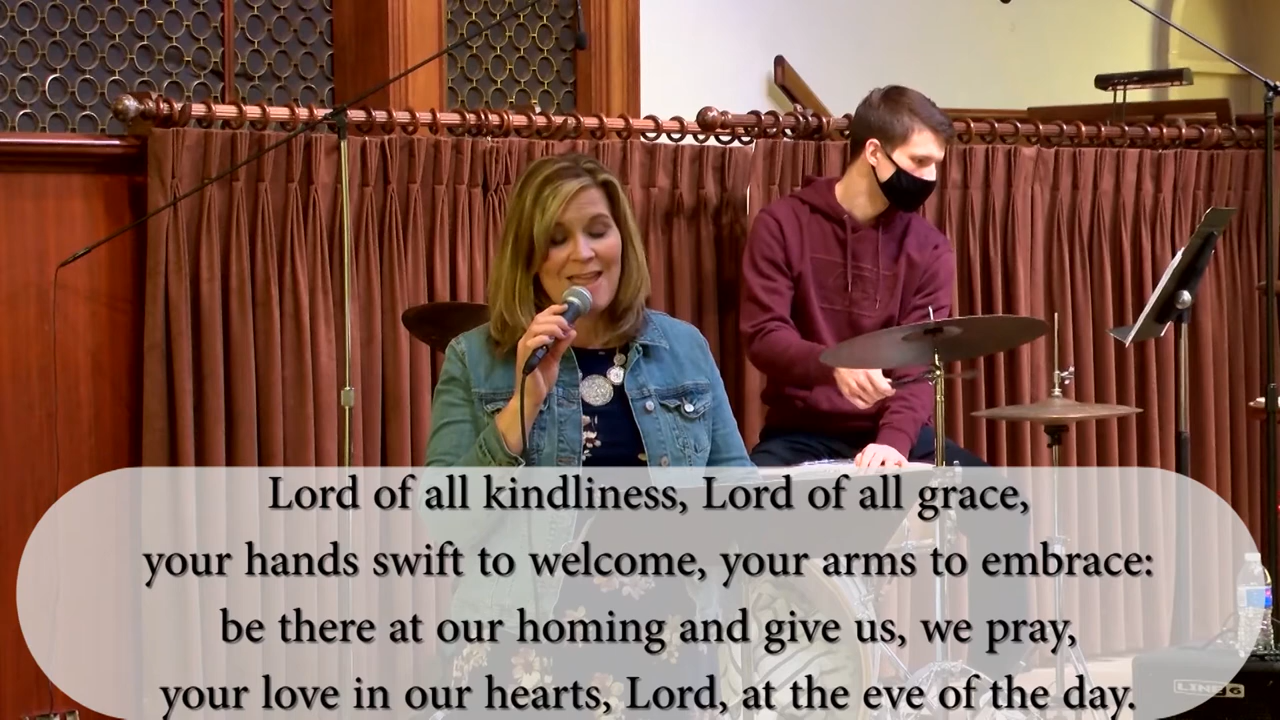 Lord of all kindliness, Lord of all grace,
your hands swift to welcome, your arms to embrace:
be there at our homing and give us, we pray,
your love in our hearts, Lord, at the eve of the day.
LINE 6